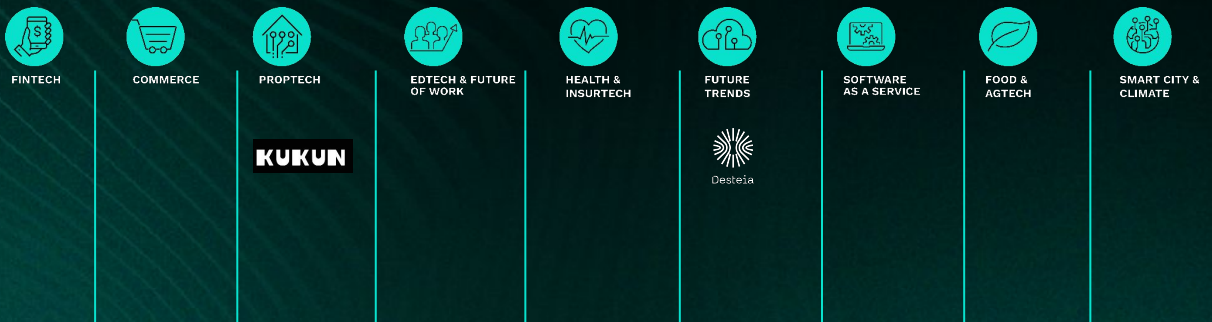 $
FINTECH
COMMERCE
PROPTECH
EDTECH & FUTURE
OF WORK
HEALTH &
INSURTECH
FUTURE
TRENDS
SOFTWARE
AS A SERVICE
FOOD &
AGTECH
SMART CITY &
CLIMATE
KUKUN
Desteia